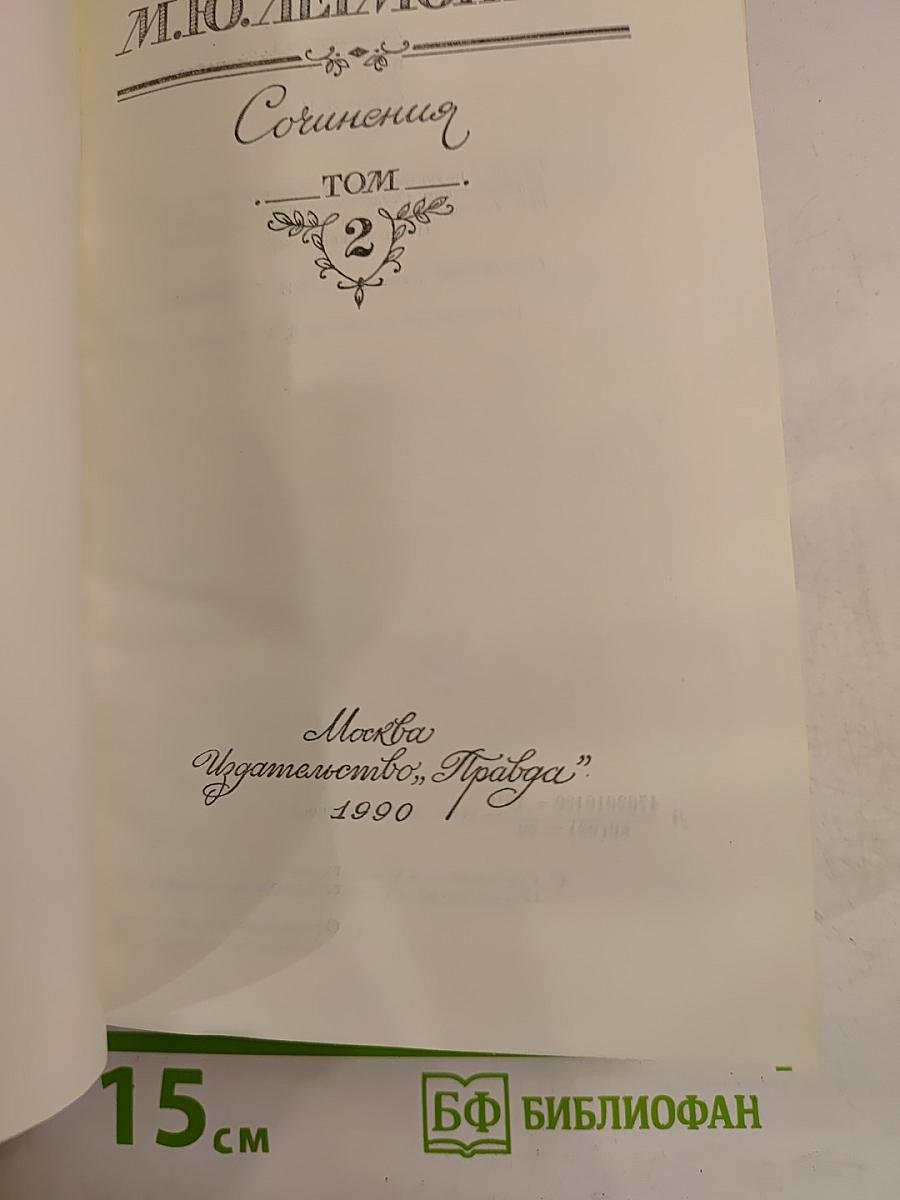 М.Ю.
Сочинения
ТОМ
2
Москва
Издательство „Правда”
1990
15 см
БФ БИБЛИОФАН